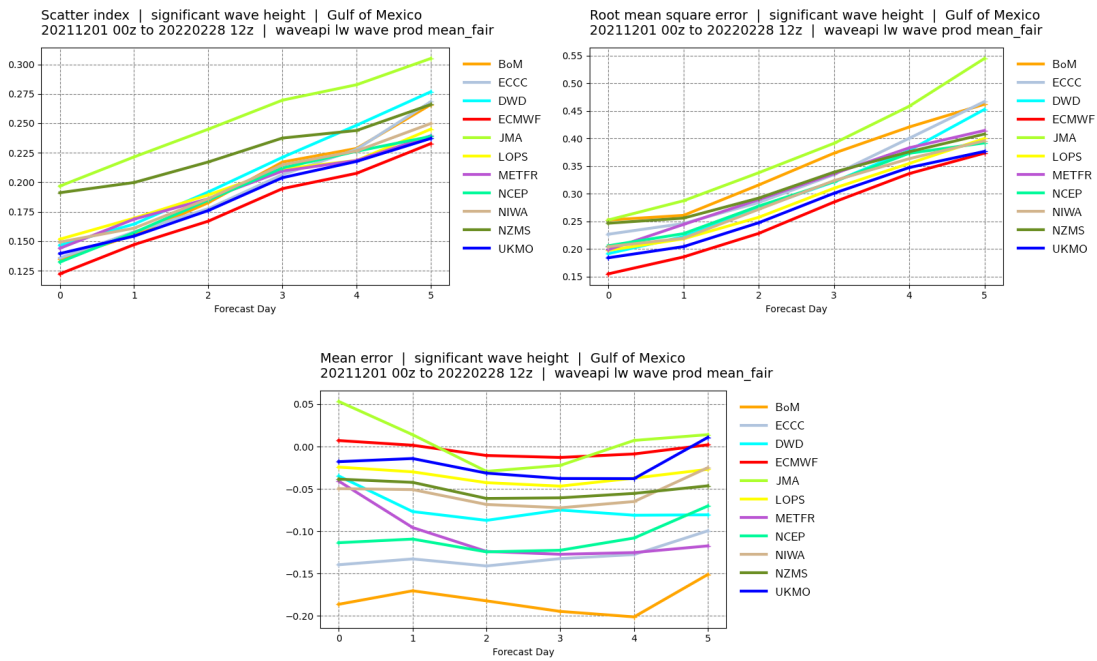 Scatter index | significant wave height | Gulf of Mexico
20211201 00z to 20220228 12z | waveapi lw wave prod mean_fair
0.300
0.275
0.250
0.225
0.200
0.175
0.150
0.125
0 1 2 3 4 5
Forecast Day
BoM
ECCC
DWD
ECMWF
JMA
LOPS
METFR
NCEP
NIWA
NZMS
UKMO
Root mean square error | significant wave height | Gulf of Mexico
20211201 00z to 20220228 12z | waveapi lw wave prod mean_fair
0.55
0.50
0.45
0.40
0.35
0.30
0.25
0.20
0.15
0 1 2 3 4 5
Forecast Day
BoM
ECCC
DWD
ECMWF
JMA
LOPS
METFR
NCEP
NIWA
NZMS
UKMO
Mean error | significant wave height | Gulf of Mexico
20211201 00z to 20220228 12z | waveapi lw wave prod mean_fair
0.05
0.00
−0.05
−0.10
−0.15
−0.20
0 1 2 3 4 5
Forecast Day
BoM
ECCC
DWD
ECMWF
JMA
LOPS
METFR
NCEP
NIWA
NZMS
UKMO